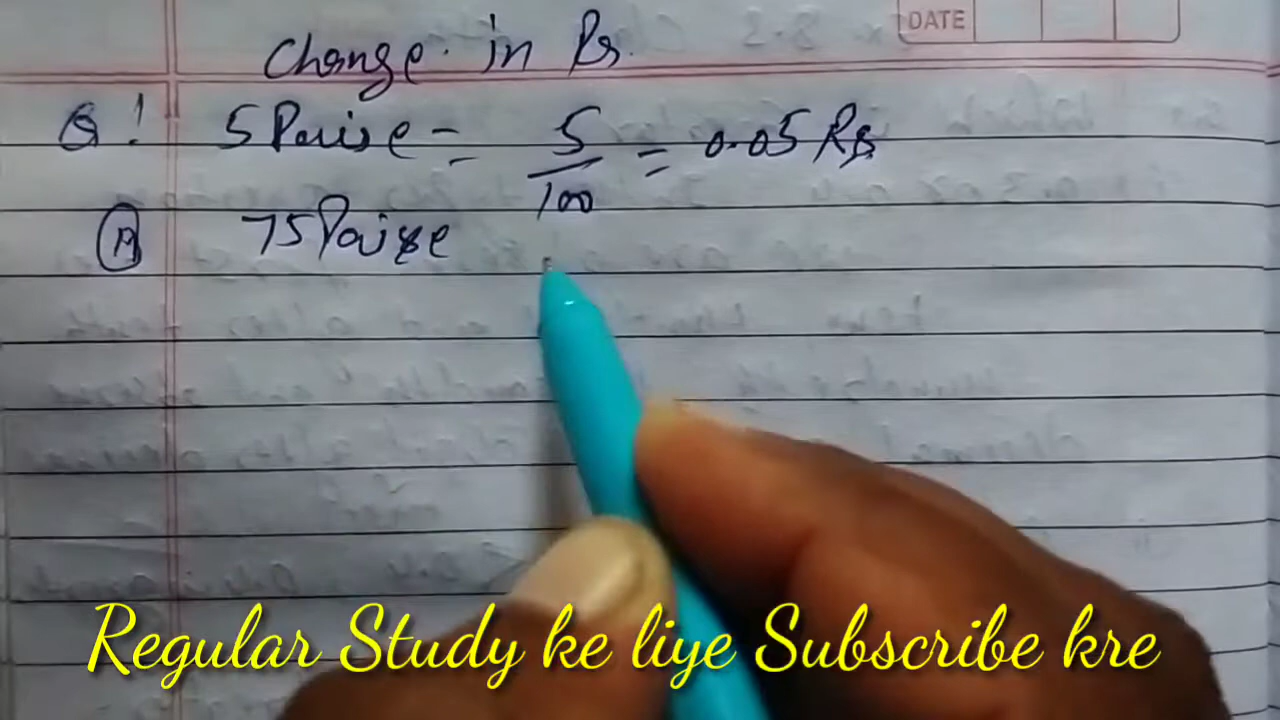 DATE
Change in Rs.
Q! 5 Paise = 5/100 = 0.05 Rs
(A) 75 Paise
Regular Study ke liye Subscribe kre